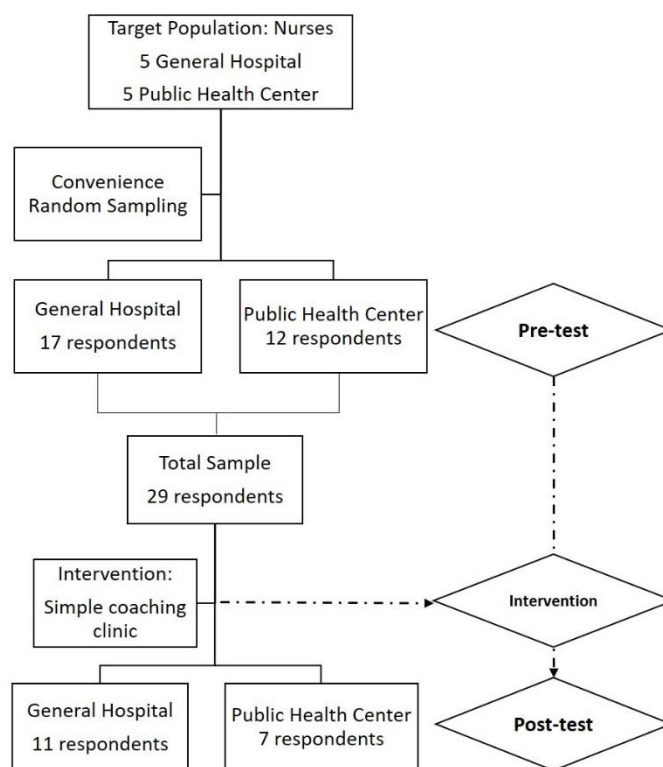 Target Population: Nurses
5 General Hospital
5 Public Health Center
Convenience
Random Sampling
General Hospital
17 respondents
Public Health Center
12 respondents
Pre-test
Total Sample
29 respondents
Intervention:
Simple coaching
clinic
Intervention
General Hospital
11 respondents
Public Health Center
7 respondents
Post-test